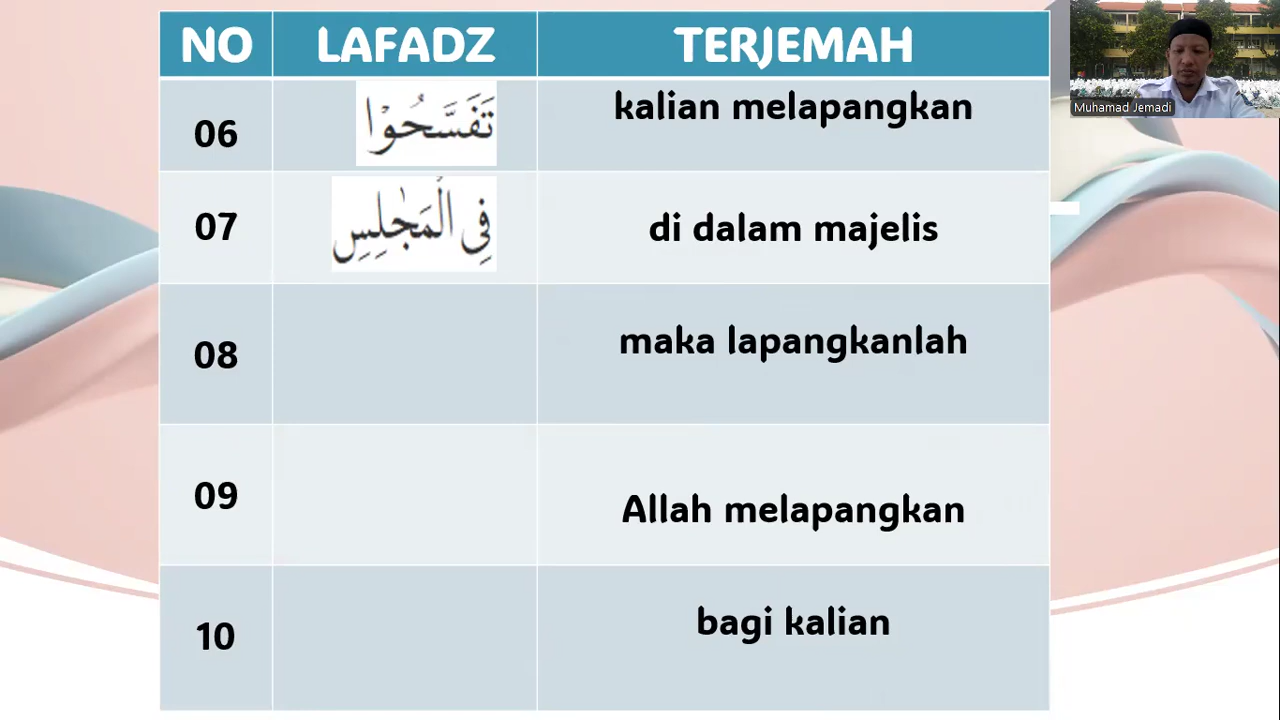 NO LAFADZ TERJEMAH
06 تَفَسَّحُوْا kalian melapangkan
07 فِى الْمَجٰلِسِ di dalam majelis
08 maka lapangkanlah
09 Allah melapangkan
10 bagi kalian
Muhamad Jemadi